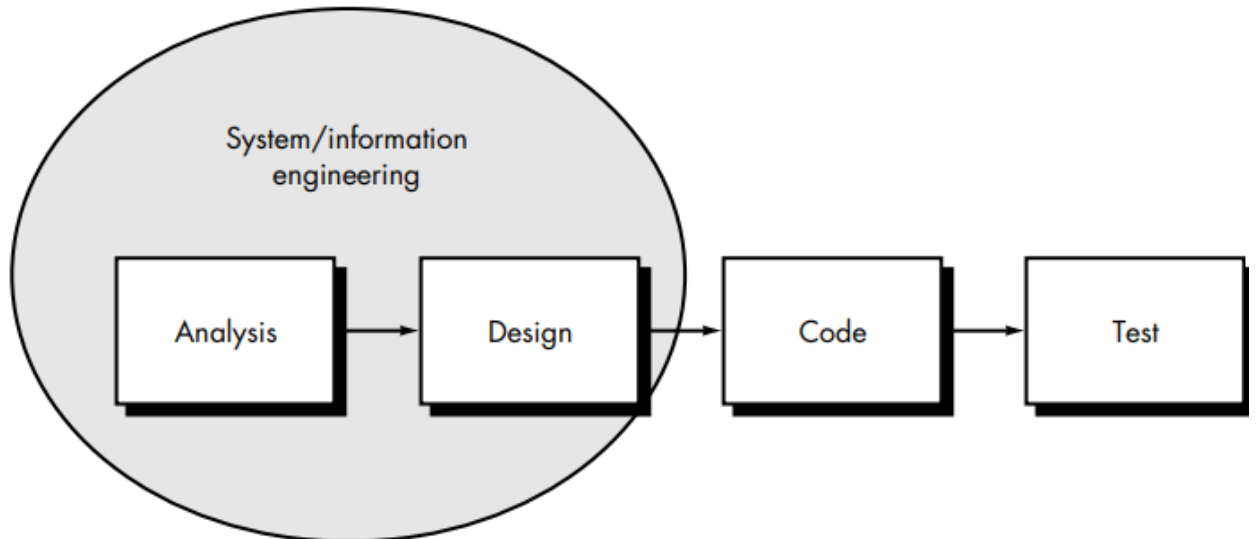 System/information
engineering
Analysis
Design
Code
Test